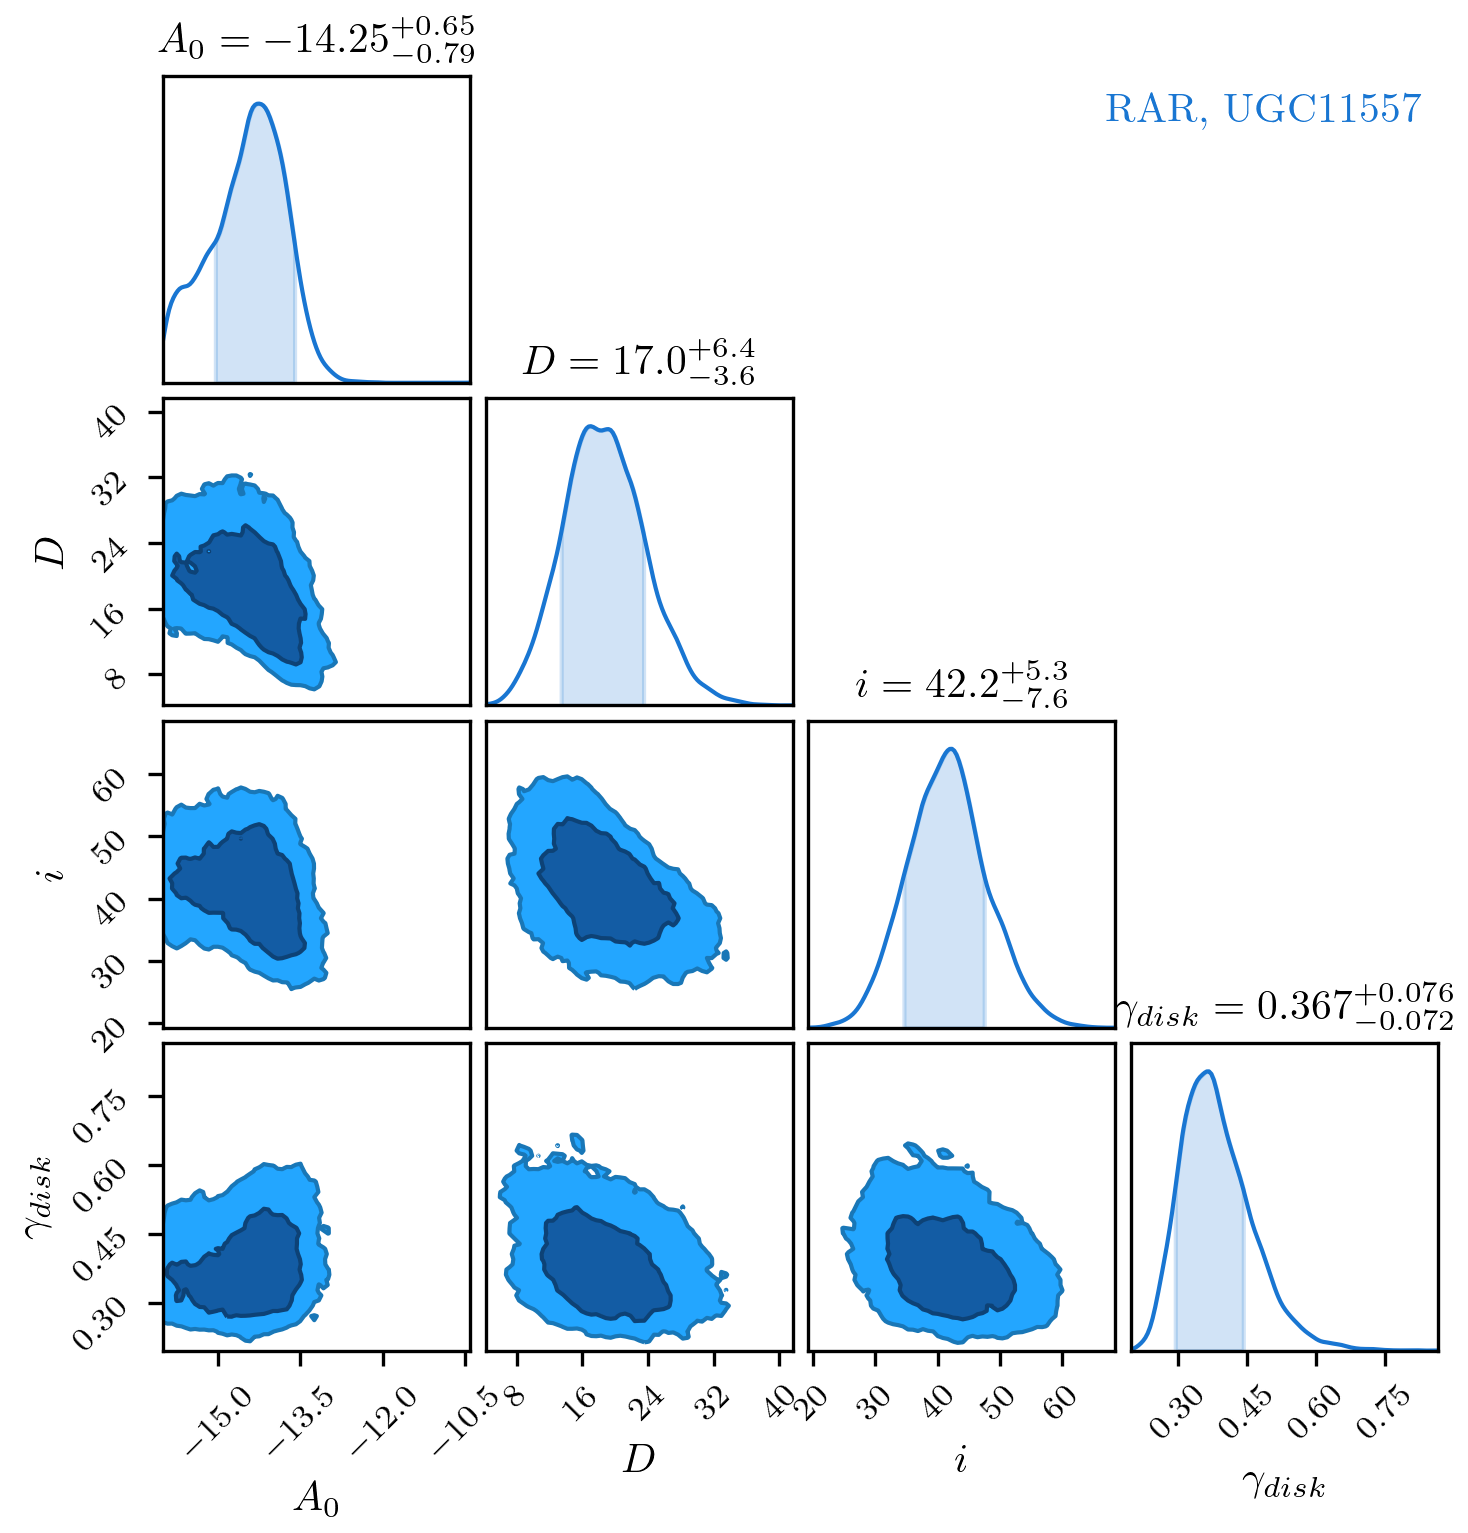 A₀ = −14.25^{+0.65}_{−0.79}
RAR, UGC11557
D = 17.0^{+6.4}_{−3.6}
40
32
24
16
8
D
i = 42.2^{+5.3}_{−7.6}
60
50
40
30
20
i
γ_{disk} = 0.367^{+0.076}_{−0.072}
0.75
0.60
0.45
0.30
γ_{disk}
−15.0 −13.5 −12.0 −10.5
8 16 24 32 40
20 30 40 50 60
0.30 0.45 0.60 0.75
A₀
D
i
γ_{disk}